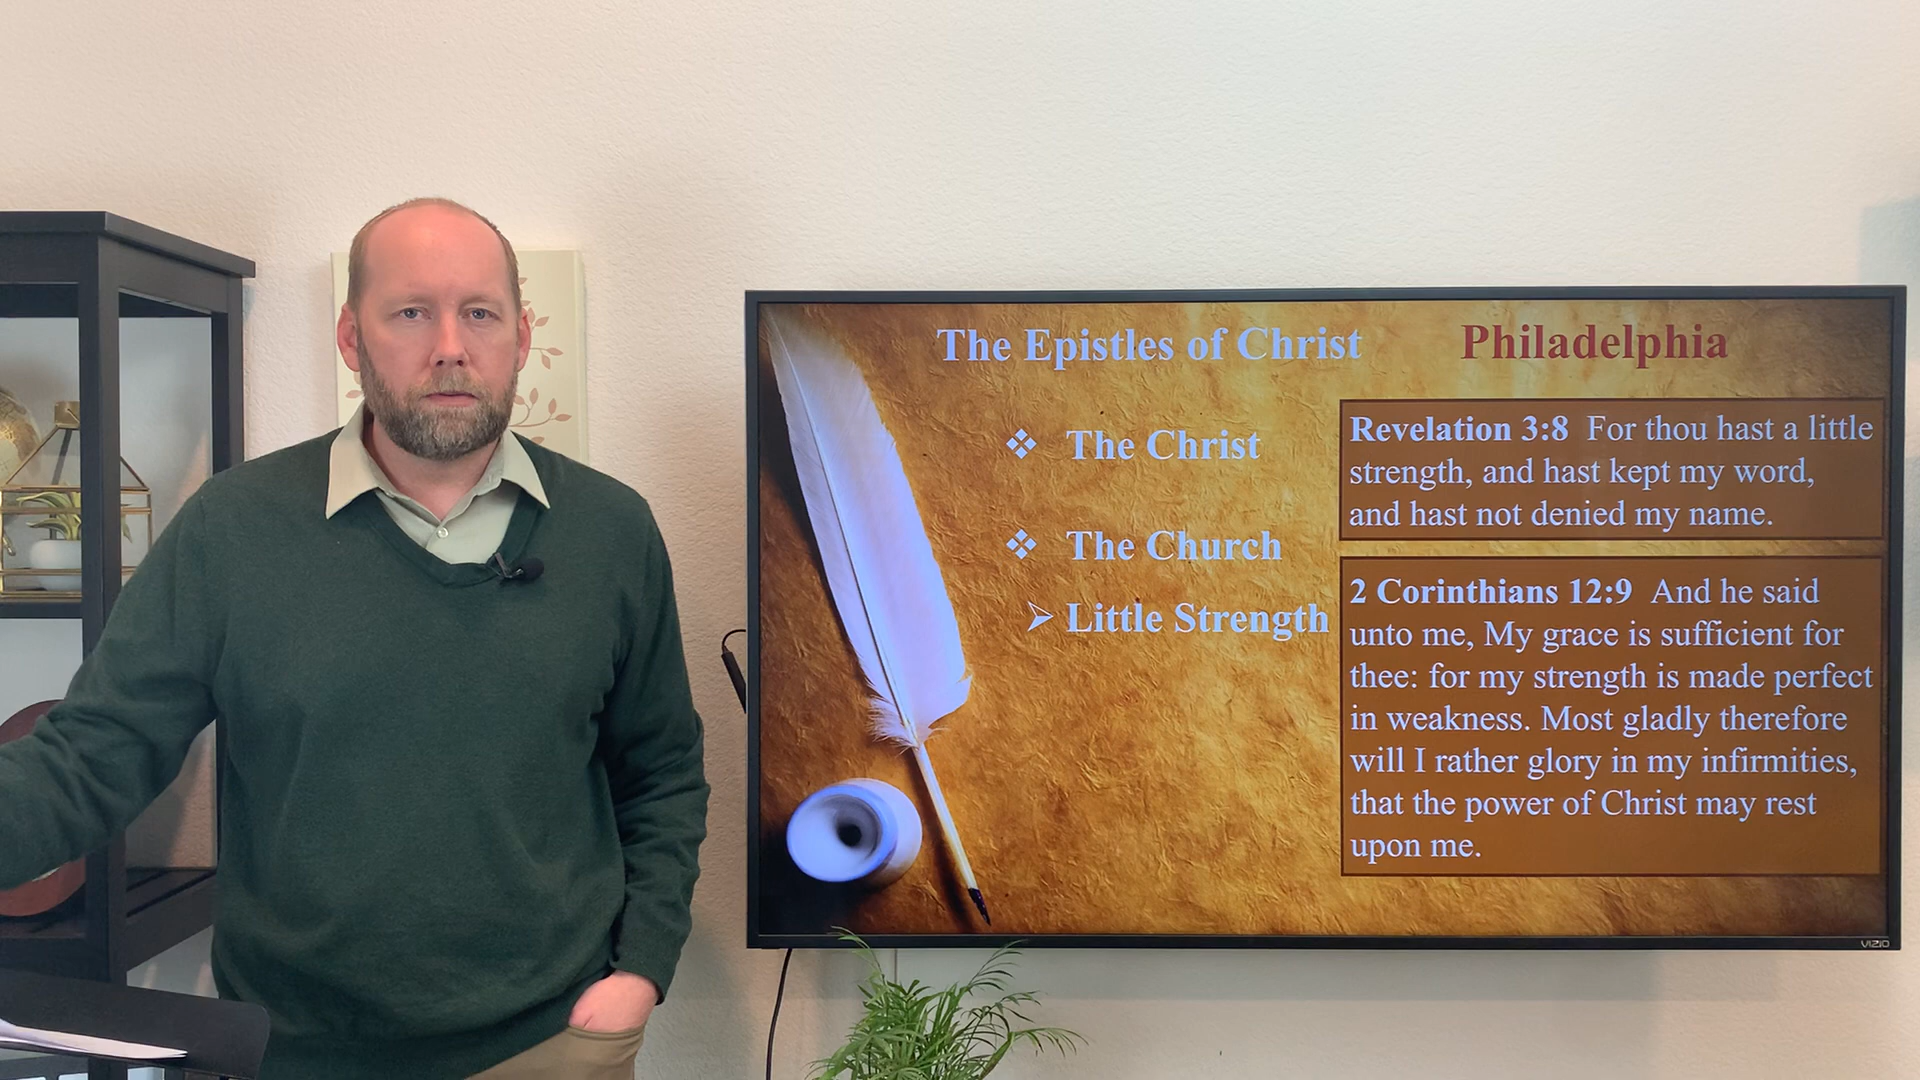 The Epistles of Christ
Philadelphia
❖ The Christ
❖ The Church
➢ Little Strength
Revelation 3:8 For thou hast a little
strength, and hast kept my word,
and hast not denied my name.
2 Corinthians 12:9 And he said
unto me, My grace is sufficient for
thee: for my strength is made perfect
in weakness. Most gladly therefore
will I rather glory in my infirmities,
that the power of Christ may rest
upon me.
VIZIO